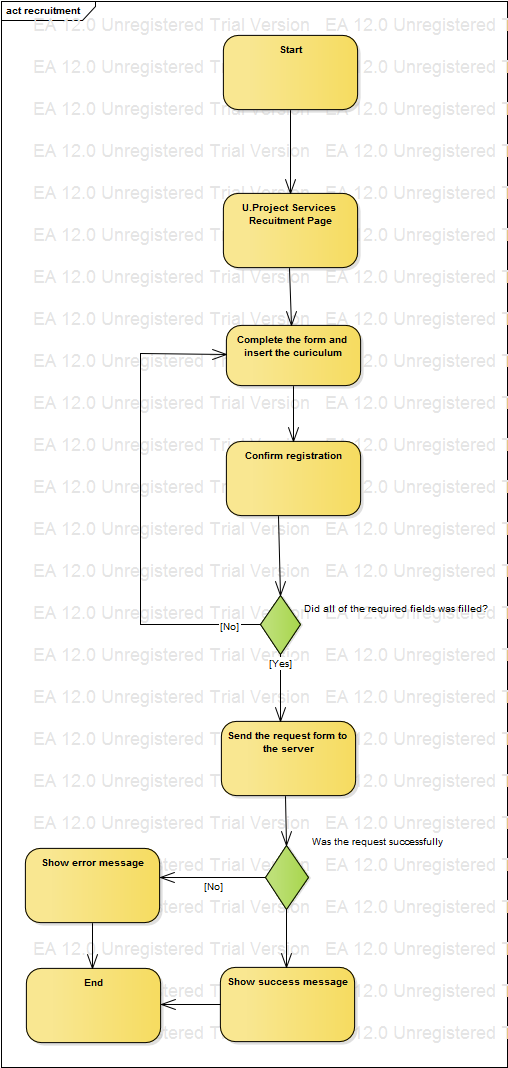 act recruitment
Start
U.Project Services
Recuitment Page
Complete the form and
insert the curiculum
Confirm registration
Did all of the required fields was filled?
[No]
[Yes]
Send the request form to
the server
Was the request successfully
Show error message
[No]
End
Show success message
EA 12.0 Unregistered Trial Version